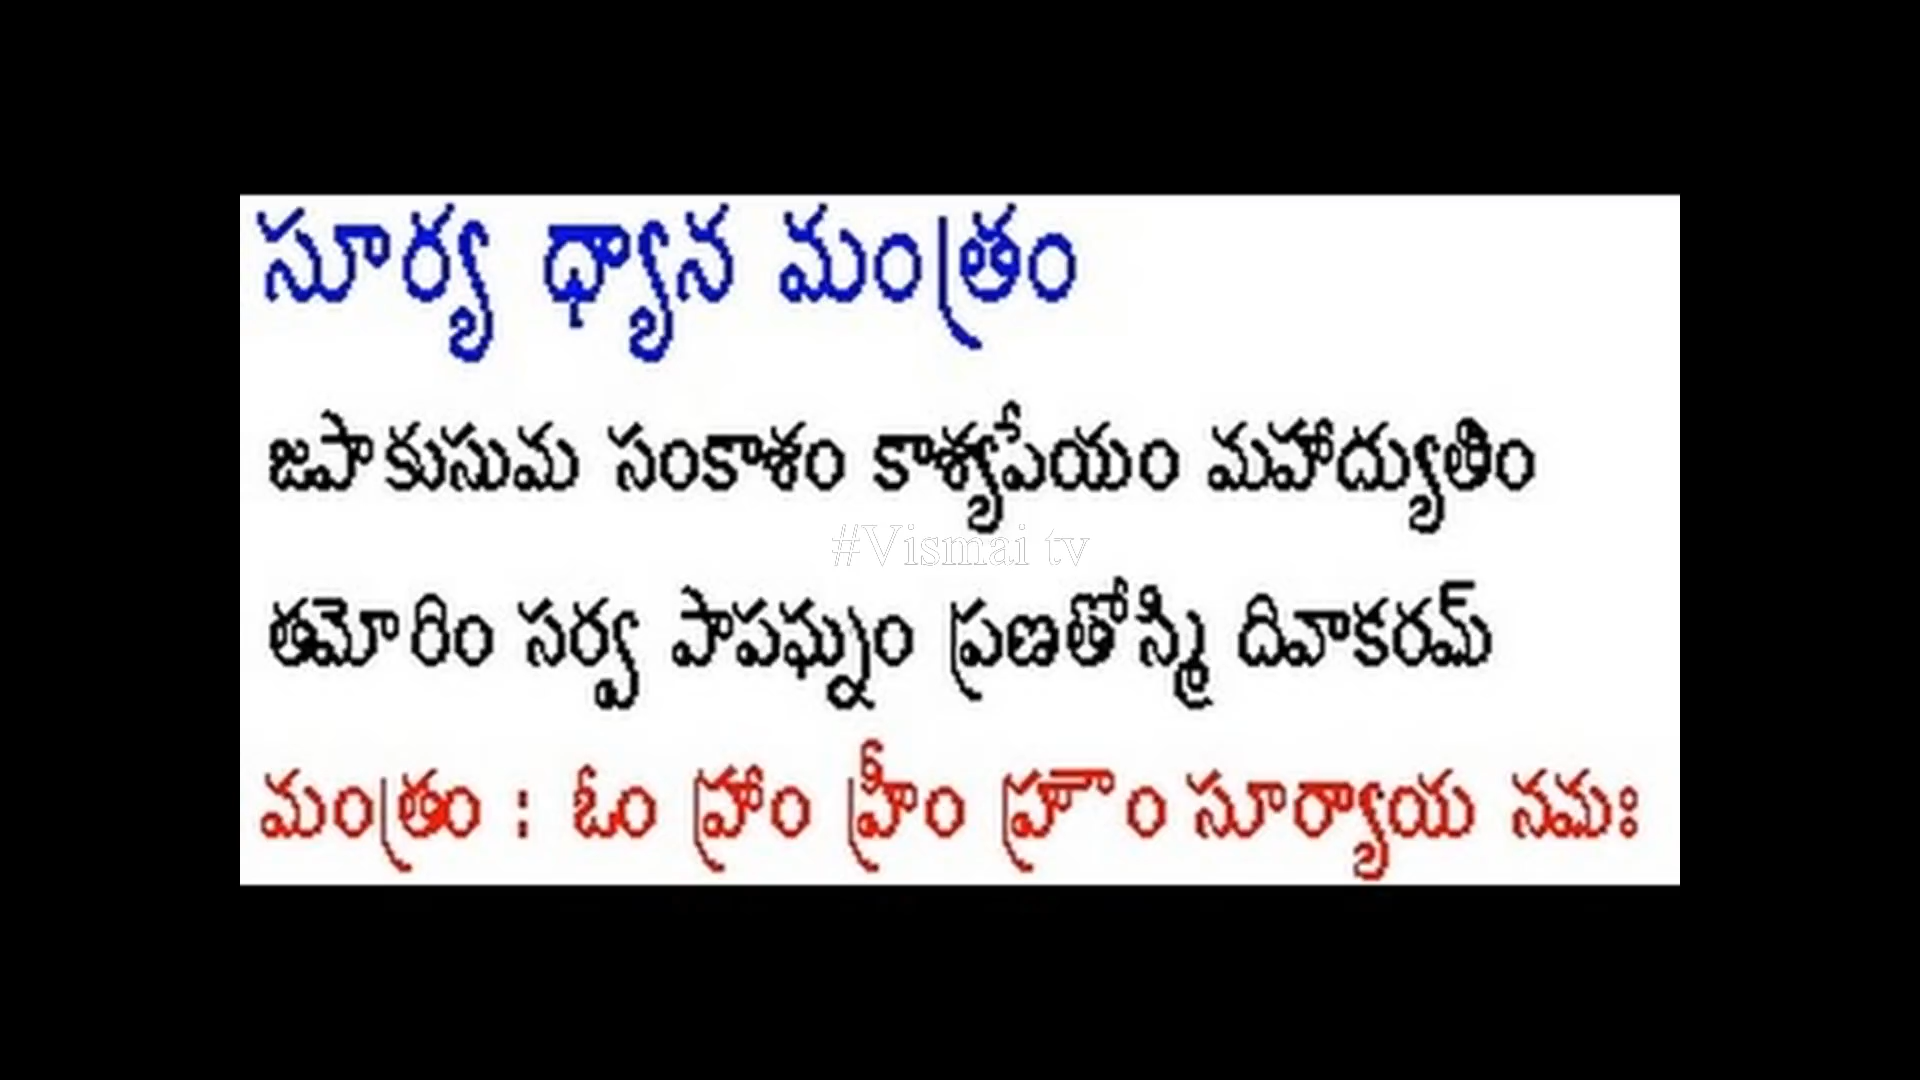 సూర్య ధ్యాన మంత్రం
జపాకుసుమ సంకాశం కాశ్యపేయం మహాద్యుతిం
#Vismai tv
తమోరిం సర్వ పాపఘ్నం ప్రణతోస్మి దివాకరమ్
మంత్రం : ఓం హ్రాం హ్రీం హ్రౌం సూర్యాయ నమః